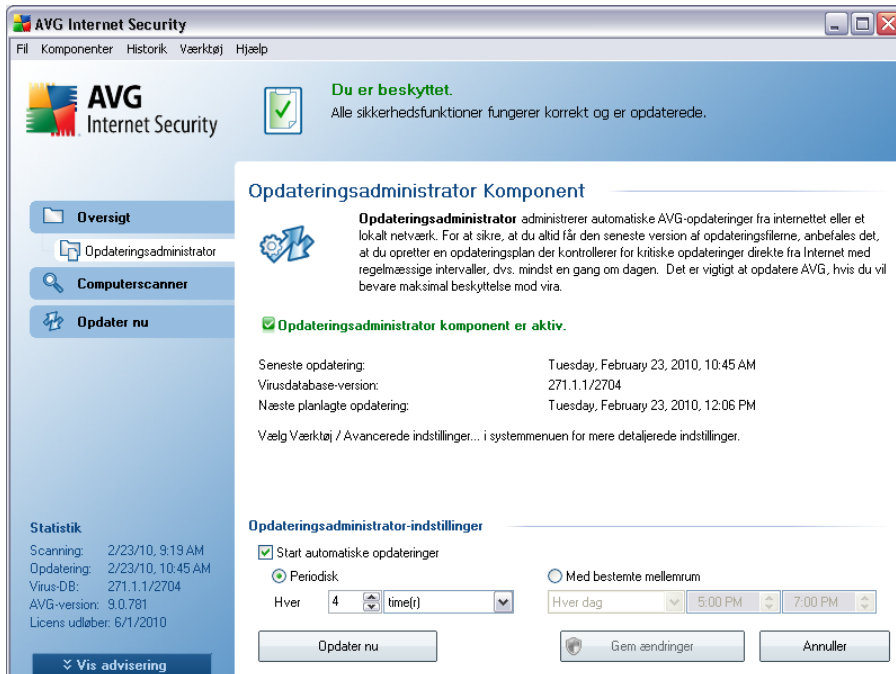 AVG Internet Security
Fil Komponenter Historik Værktøj Hjælp
AVG
Internet Security
Du er beskyttet.
Alle sikkerhedsfunktioner fungerer korrekt og er opdaterede.
Oversigt
Opdateringsadministrator
Computerscanner
Opdater nu
Opdateringsadministrator Komponent
Opdateringsadministrator administrerer automatiske AVG-opdateringer fra internettet eller et
lokalt netværk. For at sikre, at du altid får den seneste version af opdateringsfilerne, anbefales det,
at du opretter en opdateringsplan der kontrollerer for kritiske opdateringer direkte fra Internet med
regelmæssige intervaller, dvs. mindst en gang om dagen. Det er vigtigt at opdatere AVG, hvis du vil
bevare maksimal beskyttelse mod vira.
Opdateringsadministrator komponent er aktiv.
Seneste opdatering: Tuesday, February 23, 2010, 10:45 AM
Virusdatabase-version: 271.1.1/2704
Næste planlagte opdatering: Tuesday, February 23, 2010, 12:06 PM
Vælg Værktøj / Avancerede indstillinger... i systemmenuen for mere detaljerede indstillinger.
Statistik
Scanning: 2/23/10, 9:19 AM
Opdatering: 2/23/10, 10:45 AM
Virus-DB: 271.1.1/2704
AVG-version: 9.0.781
Licens udløber: 6/1/2010
Vis advisering
Opdateringsadministrator-indstillinger
Start automatiske opdateringer
Periodisk
Med bestemte mellemrum
Hver 4 time(r)
Hver dag 5:00 PM 7:00 PM
Opdater nu
Gem ændringer
Annuller